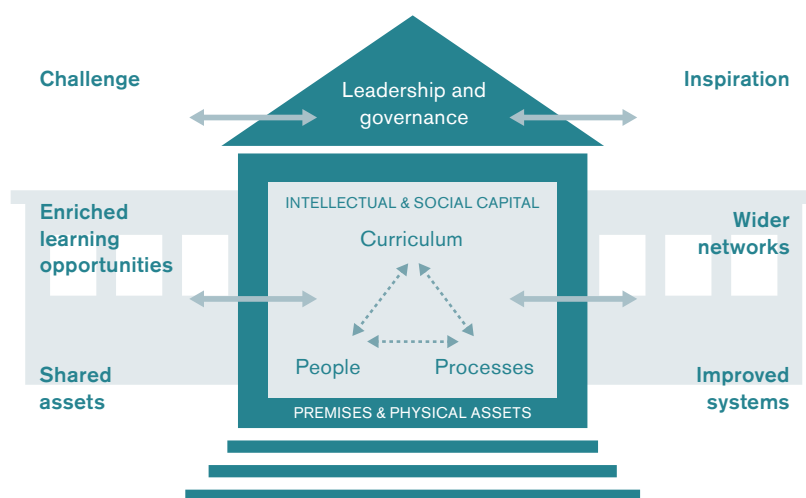 Challenge
Leadership and
governance
Inspiration
INTELLECTUAL & SOCIAL CAPITAL
Enriched
learning
opportunities
Curriculum
Wider
networks
People
Processes
Shared
assets
Improved
systems
PREMISES & PHYSICAL ASSETS